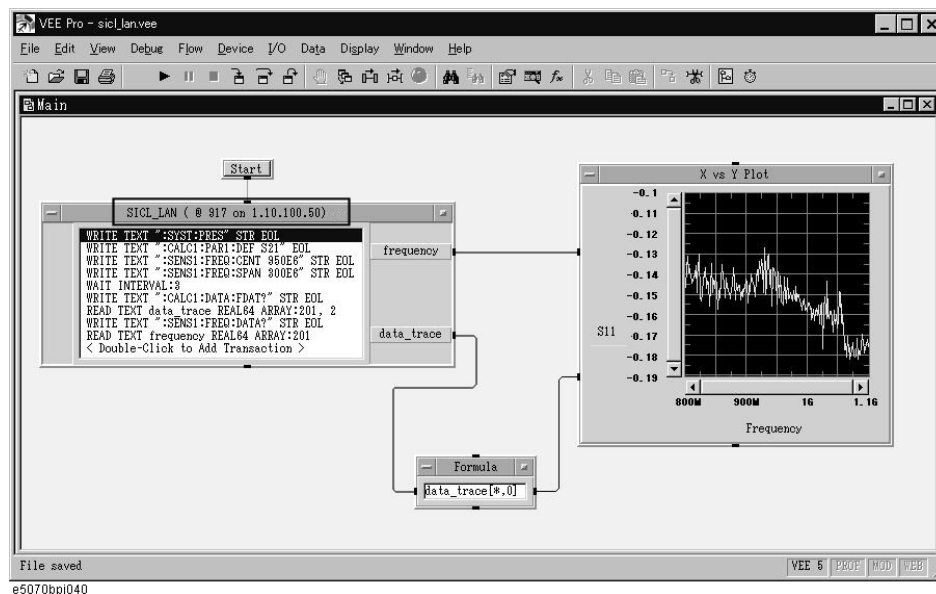 VEE Pro - sicl_lan.vee
File Edit View Debug Flow Device I/O Data Display Window Help
Main
Start
SICL_LAN ( @ 917 on 1.10.100.50)
WRITE TEXT ":SYST:PRES" STR EOL
WRITE TEXT ":CALC1:PAR1:DEF S21" EOL
WRITE TEXT ":SENS1:FREQ:CENT 950E6" STR EOL
WRITE TEXT ":SENS1:FREQ:SPAN 300E6" STR EOL
WAIT INTERVAL:3
WRITE TEXT ":CALC1:DATA:FDAT?" STR EOL
READ TEXT data_trace REAL64 ARRAY:201, 2
WRITE TEXT ":SENS1:FREQ:DATA?" STR EOL
READ TEXT frequency REAL64 ARRAY:201
< Double-Click to Add Transaction >
frequency
data_trace
Formula
data_trace[*,0]
X vs Y Plot
-0.1
-0.11
-0.12
-0.13
-0.14
-0.15
-0.16
-0.17
-0.18
-0.19
S11
800M 900M 1G 1.1G
Frequency
File saved
VEE 5 PROF MOD WEB
e5070bpj040